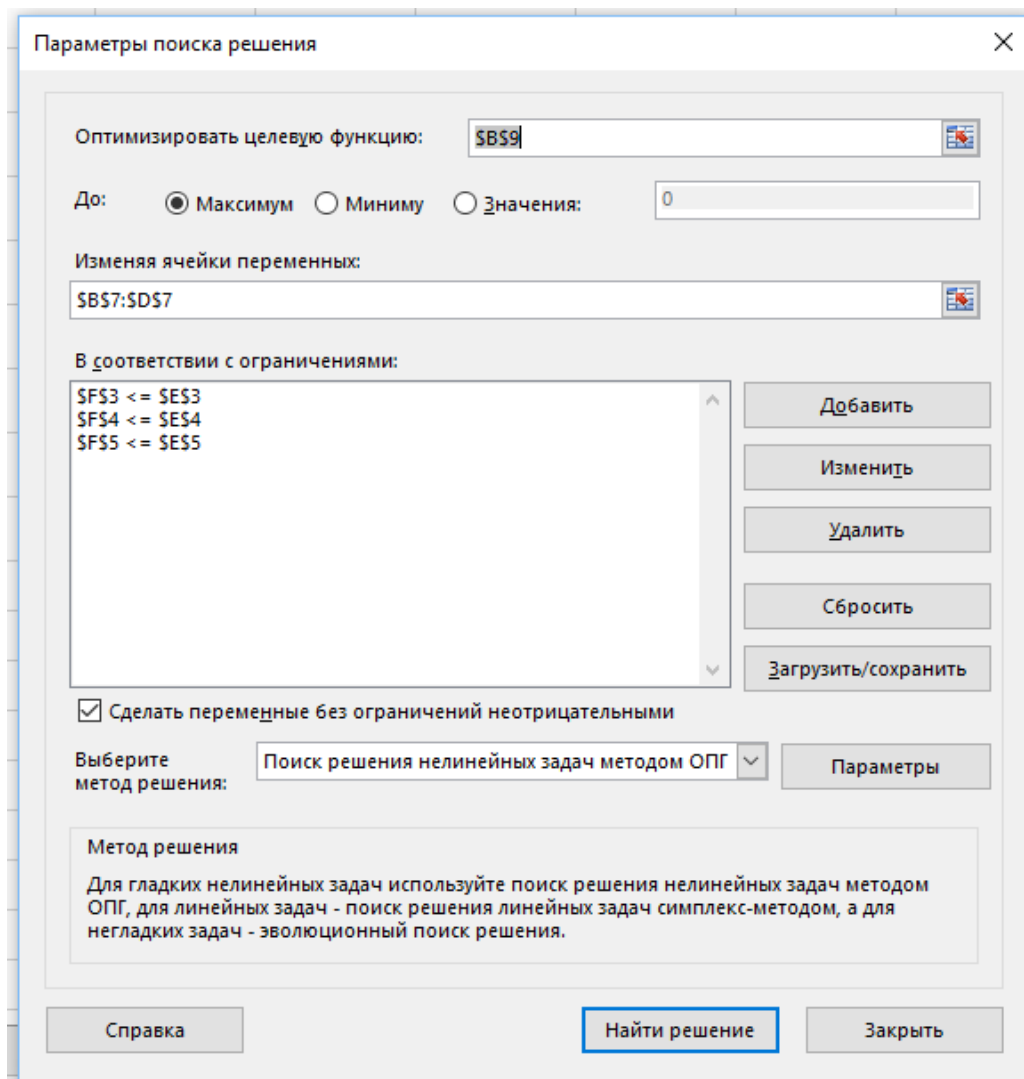 Параметры поиска решения
Оптимизировать целевую функцию:
$B$9
До:
Максимум
Миниму
Значения:
0
Изменяя ячейки переменных:
$B$7:$D$7
В соответствии с ограничениями:
$F$3 <= $E$3
$F$4 <= $E$4
$F$5 <= $E$5
Добавить
Изменить
Удалить
Сбросить
Загрузить/сохранить
Сделать переменные без ограничений неотрицательными
Выберите
метод решения:
Поиск решения нелинейных задач методом ОПГ
Параметры
Метод решения
Для гладких нелинейных задач используйте поиск решения нелинейных задач методом
ОПГ, для линейных задач - поиск решения линейных задач симплекс-методом, а для
негладких задач - эволюционный поиск решения.
Справка
Найти решение
Закрыть